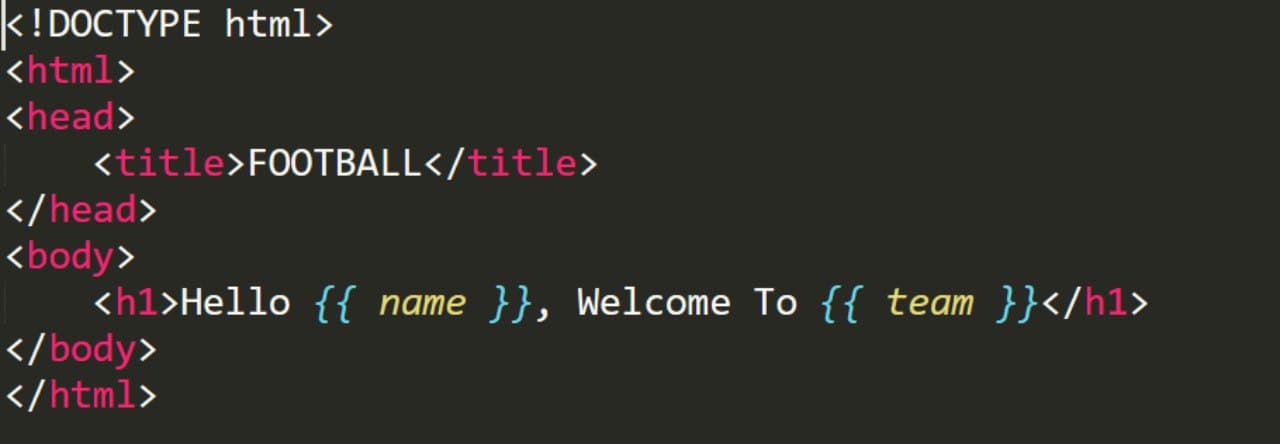 <!DOCTYPE html>
<html>
<head>
    <title>FOOTBALL</title>
</head>
<body>
    <h1>Hello {{ name }}, Welcome To {{ team }}</h1>
</body>
</html>